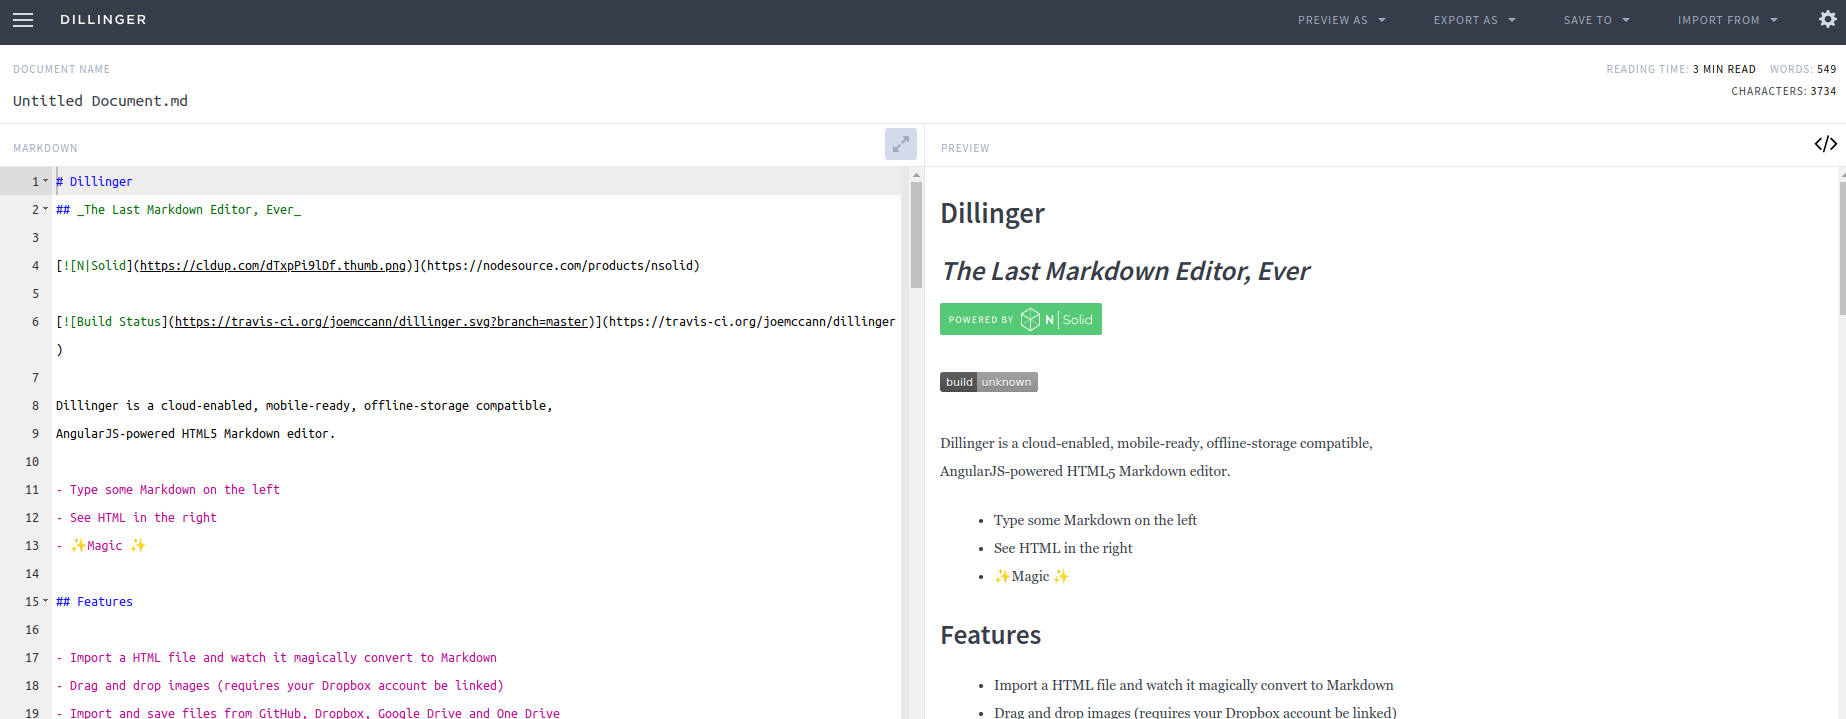 DILLINGER
PREVIEW AS EXPORT AS SAVE TO IMPORT FROM
DOCUMENT NAME
READING TIME: 3 MIN READ WORDS: 549
Untitled Document.md
CHARACTERS: 3734
MARKDOWN
1 # Dillinger
2 ## _The Last Markdown Editor, Ever_
3
4 [![N|Solid](https://cldup.com/dTxpPi9lDf.thumb.png)](https://nodesource.com/products/nsolid)
5
6 [![Build Status](https://travis-ci.org/joemccann/dillinger.svg?branch=master)](https://travis-ci.org/joemccann/dillinger
)
7
8 Dillinger is a cloud-enabled, mobile-ready, offline-storage compatible,
9 AngularJS-powered HTML5 Markdown editor.
10
11 - Type some Markdown on the left
12 - See HTML in the right
13 - ✨Magic ✨
14
15 ## Features
16
17 - Import a HTML file and watch it magically convert to Markdown
18 - Drag and drop images (requires your Dropbox account be linked)
19 - Import and save files from GitHub, Dropbox, Google Drive and One Drive
PREVIEW
Dillinger
The Last Markdown Editor, Ever
POWERED BY N|Solid
build unknown
Dillinger is a cloud-enabled, mobile-ready, offline-storage compatible,
AngularJS-powered HTML5 Markdown editor.
• Type some Markdown on the left
• See HTML in the right
• ✨Magic ✨
Features
• Import a HTML file and watch it magically convert to Markdown
• Drag and drop images (requires your Dropbox account be linked)